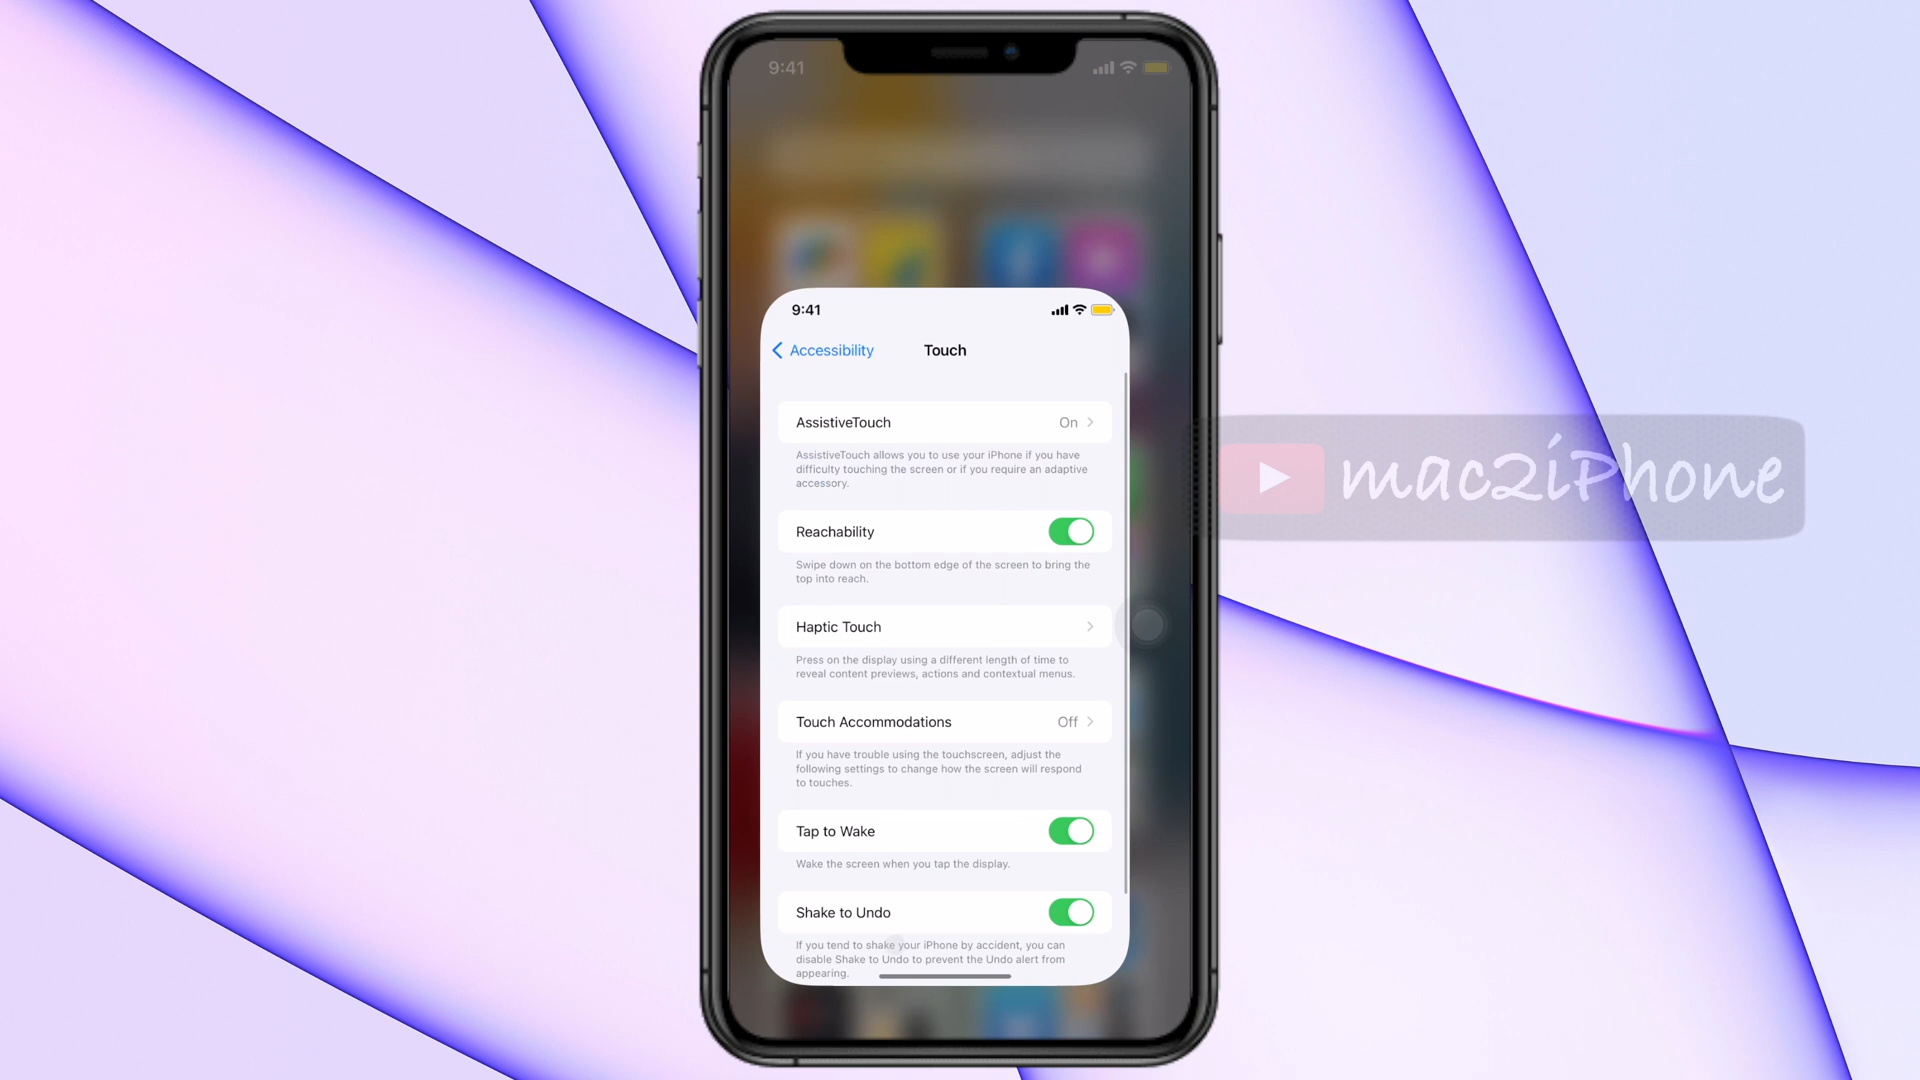 9:41
9:41
Accessibility
Touch
AssistiveTouch
On
AssistiveTouch allows you to use your iPhone if you have
difficulty touching the screen or if you require an adaptive
accessory.
Reachability
Swipe down on the bottom edge of the screen to bring the
top into reach.
Haptic Touch
Press on the display using a different length of time to
reveal content previews, actions and contextual menus.
Touch Accommodations
Off
If you have trouble using the touchscreen, adjust the
following settings to change how the screen will respond
to touches.
Tap to Wake
Wake the screen when you tap the display.
Shake to Undo
If you tend to shake your iPhone by accident, you can
disable Shake to Undo to prevent the Undo alert from
appearing.
mac2iPhone